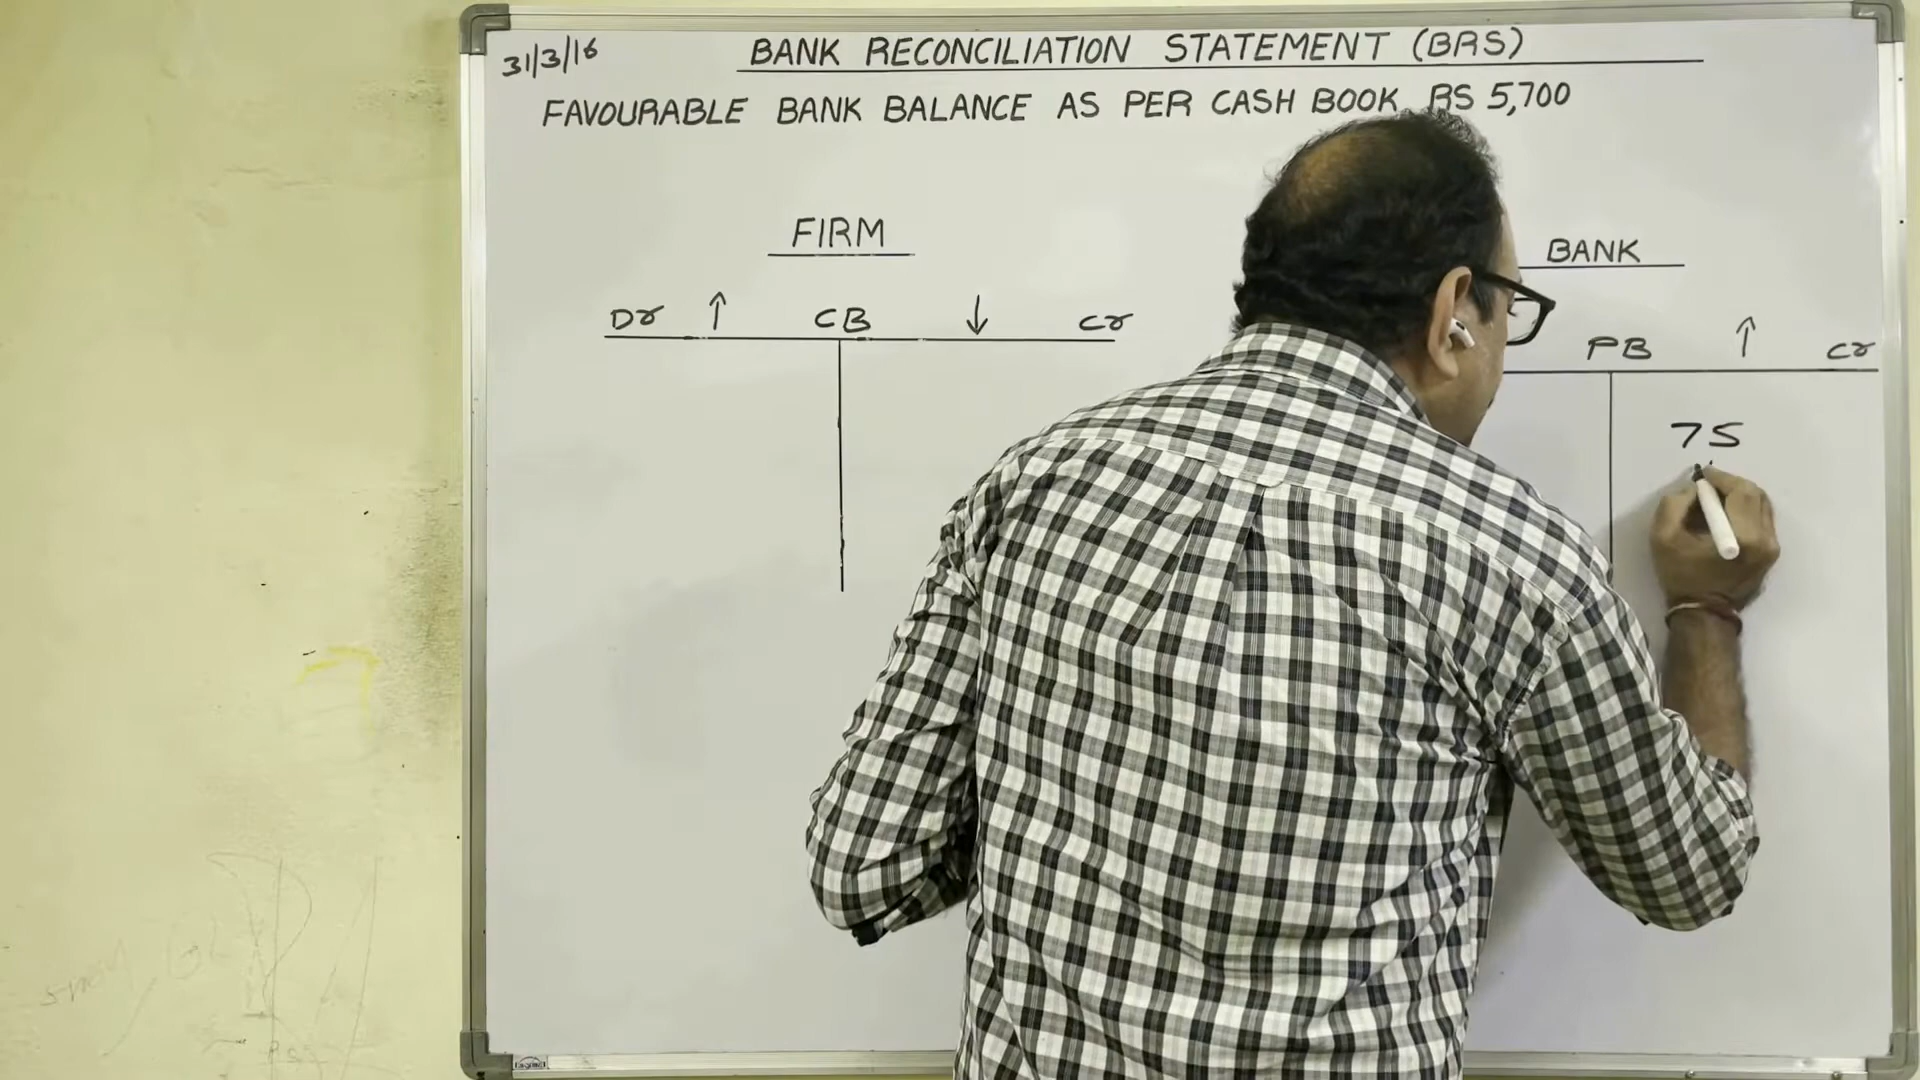 31/3/16 BANK RECONCILIATION STATEMENT (BRS)
FAVOURABLE BANK BALANCE AS PER CASH BOOK RS 5,700
FIRM
Dr ↑ CB ↓ Cr
BANK
PB ↑ Cr
75